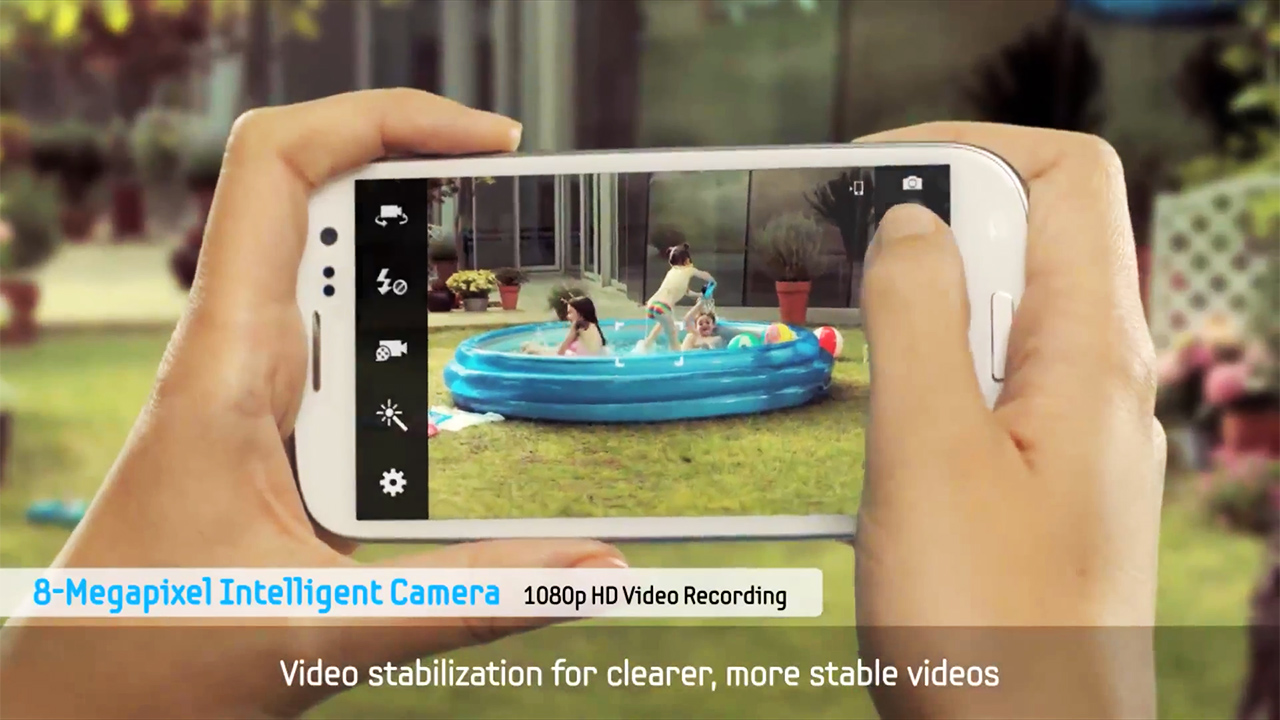 8-Megapixel Intelligent Camera 1080p HD Video Recording
Video stabilization for clearer, more stable videos